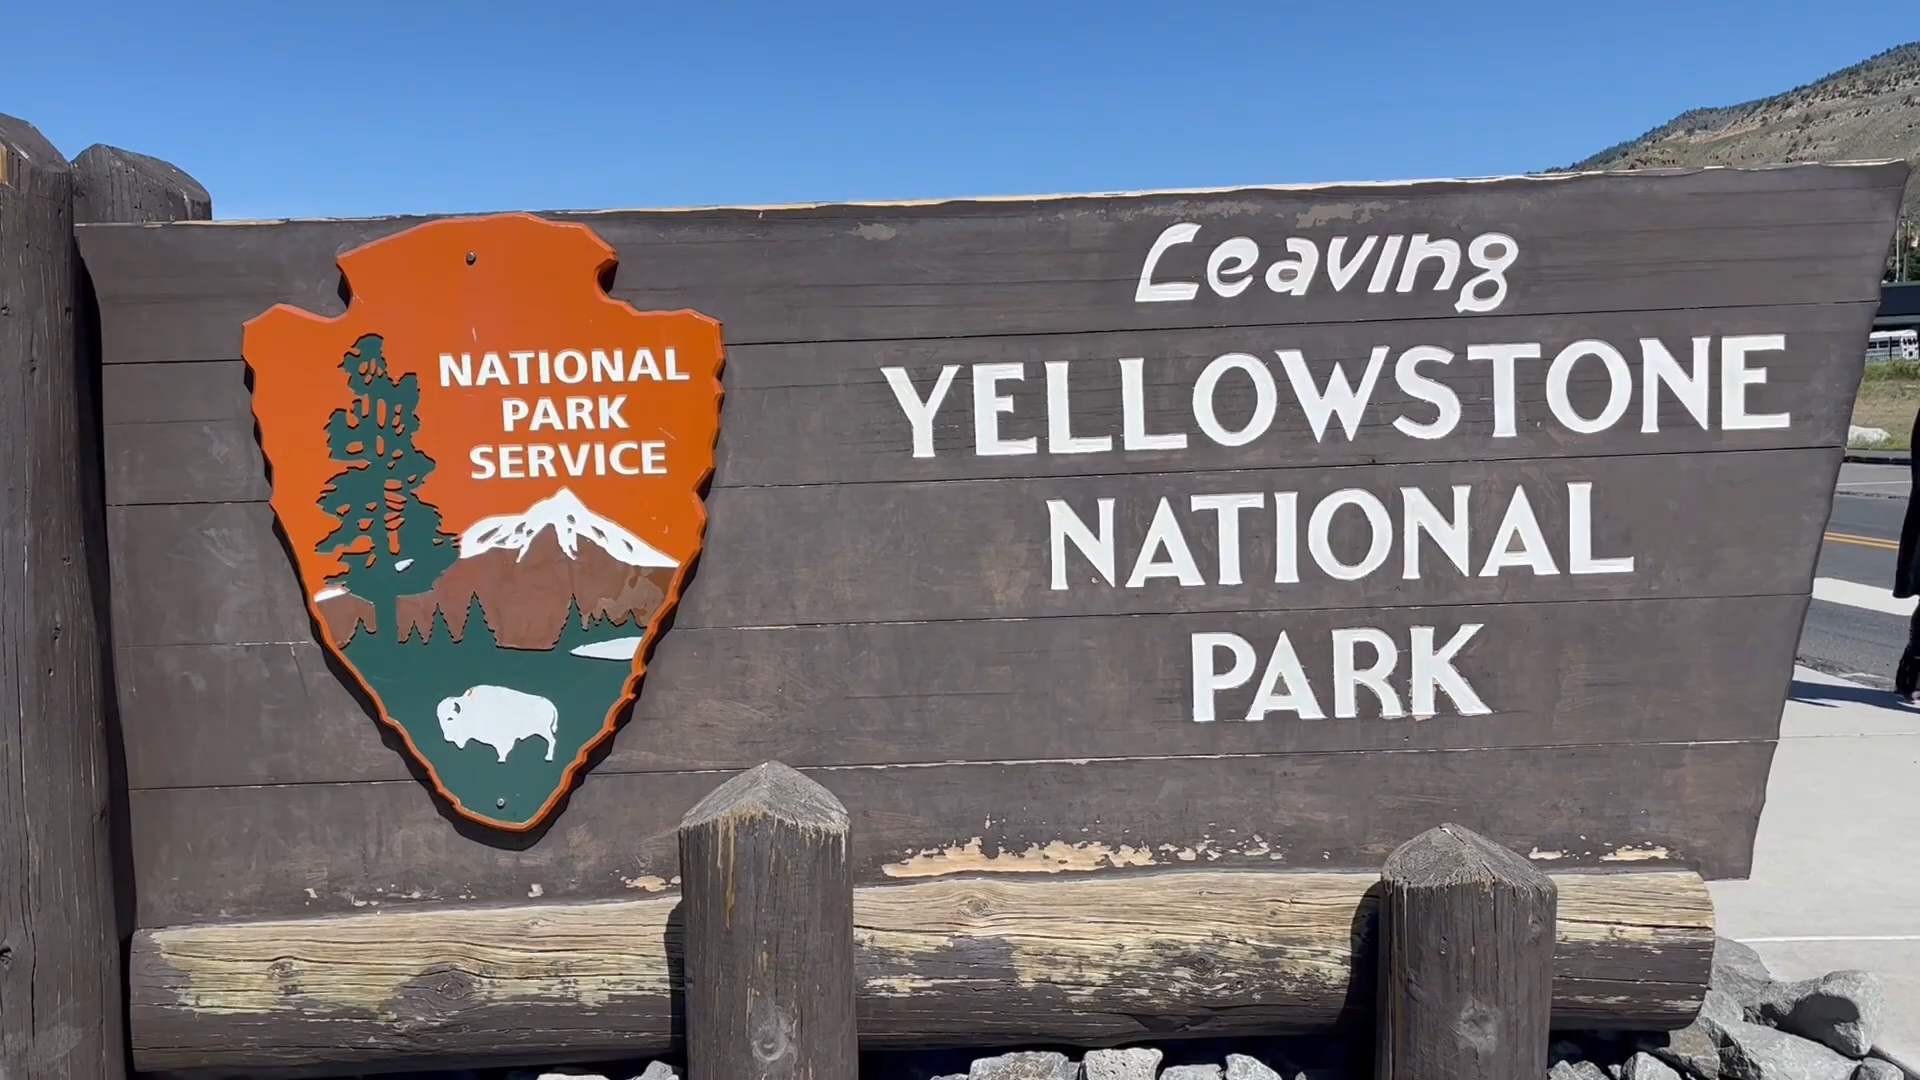 NATIONAL
PARK
SERVICE
Leaving
YELLOWSTONE
NATIONAL
PARK